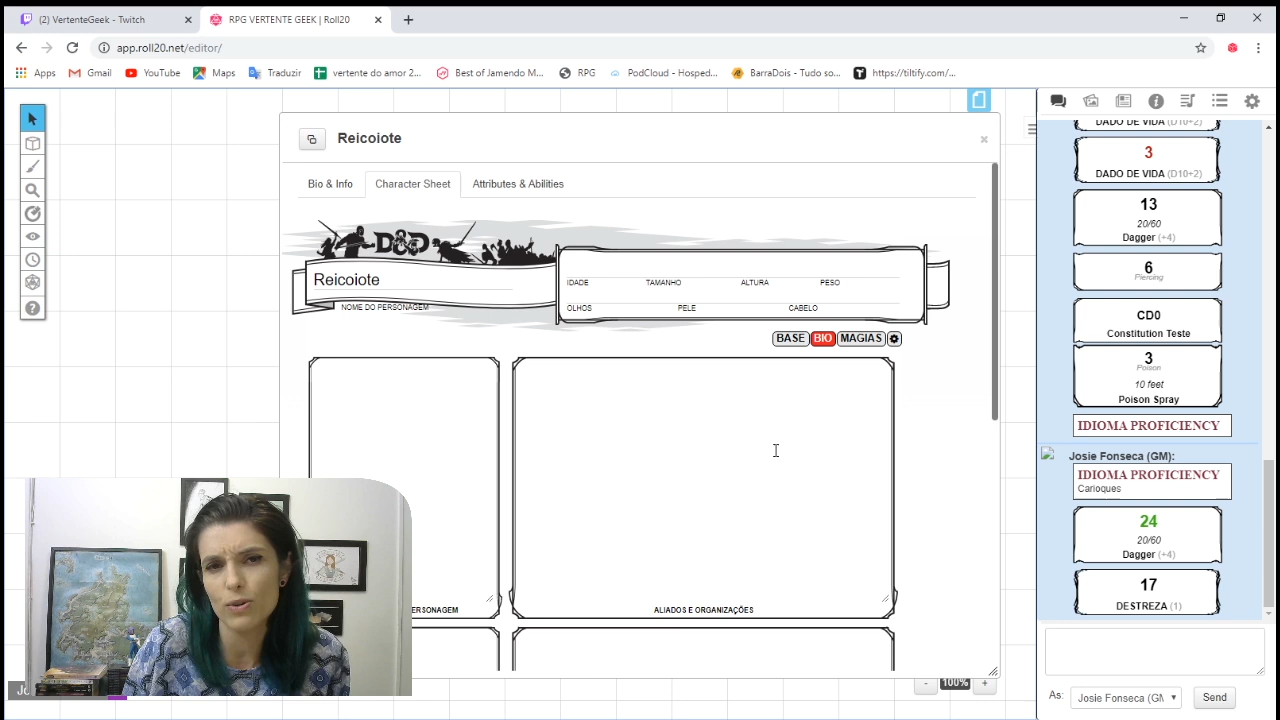 (2) VertenteGeek - Twitch
RPG VERTENTE GEEK | Roll20
app.roll20.net/editor/
Apps
Gmail
YouTube
Maps
Traduzir
vertente do amor 2...
Best of Jamendo M...
RPG
PodCloud - Hosped...
BarraDois - Tudo so...
https://tiltify.com/...
Reicoiote
Bio & Info
Character Sheet
Attributes & Abilities
D&D
Reicoiote
NOME DO PERSONAGEM
IDADE
TAMANHO
ALTURA
PESO
OLHOS
PELE
CABELO
BASE
BIO
MAGIAS
ERSONAGEM
ALIADOS E ORGANIZAÇÕES
100%
DADO DE VIDA (D10+2)
3
DADO DE VIDA (D10+2)
13
20/60
Dagger (+4)
6
Piercing
CD0
Constitution Teste
3
Poison
10 feet
Poison Spray
IDIOMA PROFICIENCY
Josie Fonseca (GM):
IDIOMA PROFICIENCY
Carioques
24
20/60
Dagger (+4)
17
DESTREZA (1)
As:
Josie Fonseca (GM
Send